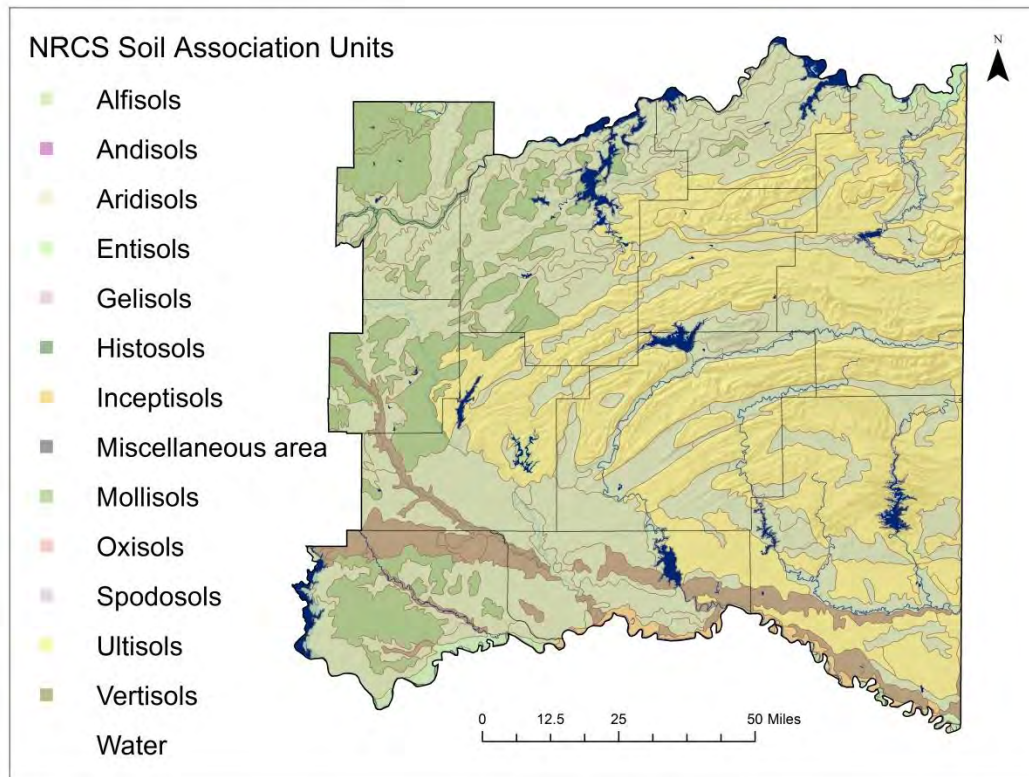 NRCS Soil Association Units
N
Alfisols
Andisols
Aridisols
Entisols
Gelisols
Histosols
Inceptisols
Miscellaneous area
Mollisols
Oxisols
Spodosols
Ultisols
Vertisols
Water
0 12.5 25 50 Miles